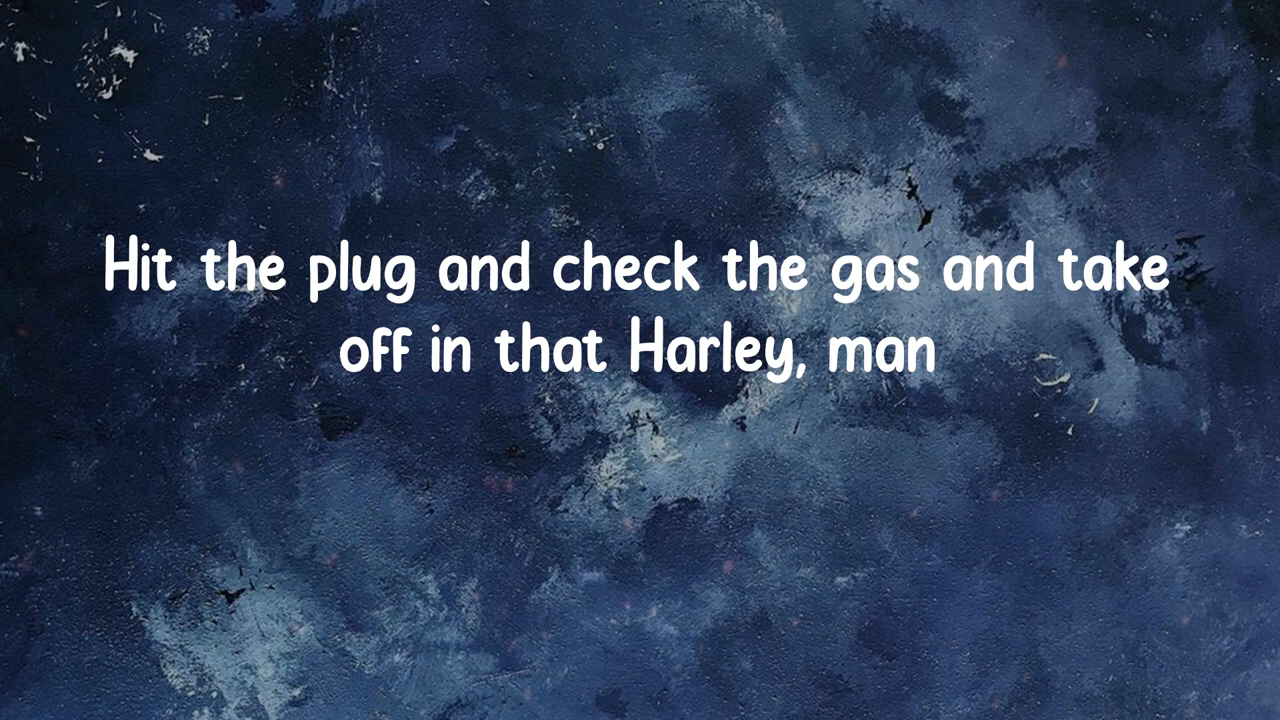 Hit the plug and check the gas and take
off in that Harley, man